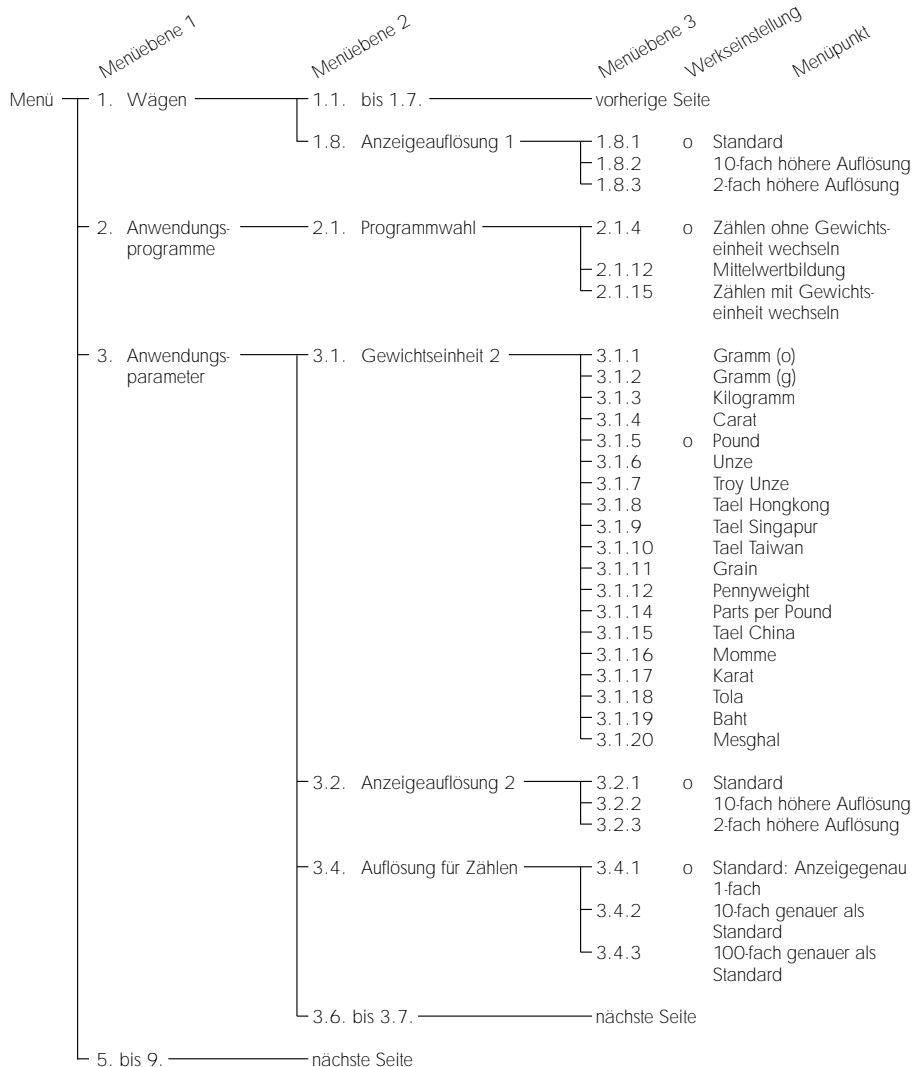 Menüebene 1 Menüebene 2 Menüebene 3 Werkseinstellung Menüpunkt
Menü 1. Wägen 1.1. bis 1.7. vorherige Seite
1.8. Anzeigeauflösung 1 1.8.1 o Standard
1.8.2 10-fach höhere Auflösung
1.8.3 2-fach höhere Auflösung
2. Anwendungs- 2.1. Programmwahl 2.1.4 o Zählen ohne Gewichts-
programme einheit wechseln
2.1.12 Mittelwertbildung
2.1.15 Zählen mit Gewichts-
einheit wechseln
3. Anwendungs- 3.1. Gewichtseinheit 2 3.1.1 Gramm (o)
parameter 3.1.2 Gramm (g)
3.1.3 Kilogramm
3.1.4 Carat
3.1.5 o Pound
3.1.6 Unze
3.1.7 Troy Unze
3.1.8 Tael Hongkong
3.1.9 Tael Singapur
3.1.10 Tael Taiwan
3.1.11 Grain
3.1.12 Pennyweight
3.1.14 Parts per Pound
3.1.15 Tael China
3.1.16 Momme
3.1.17 Karat
3.1.18 Tola
3.1.19 Baht
3.1.20 Mesghal
3.2. Anzeigeauflösung 2 3.2.1 o Standard
3.2.2 10-fach höhere Auflösung
3.2.3 2-fach höhere Auflösung
3.4. Auflösung für Zählen 3.4.1 o Standard: Anzeigegenau
1-fach
3.4.2 10-fach genauer als
Standard
3.4.3 100-fach genauer als
Standard
3.6. bis 3.7. nächste Seite
5. bis 9. nächste Seite